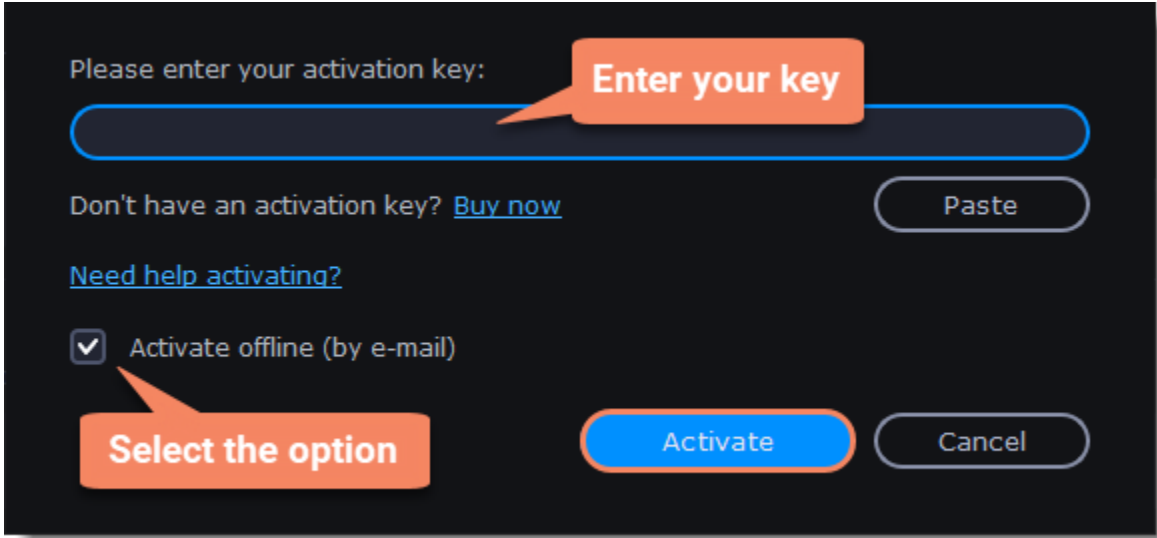 Please enter your activation key:
Enter your key
Don't have an activation key? Buy now
Paste
Need help activating?
Activate offline (by e-mail)
Select the option
Activate
Cancel